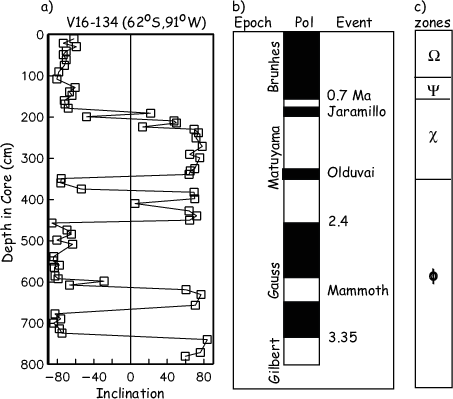 a)
V16-134 (62°S,91°W)
Depth in Core (cm)
0
100
200
300
400
500
600
700
800
-80 -40 0 40 80
Inclination
b)
Epoch Pol Event
Brunhes
Matuyama
Gauss
Gilbert
0.7 Ma
Jaramillo
Olduvai
2.4
Mammoth
3.35
c)
zones
Ω
Ψ
χ
ϕ